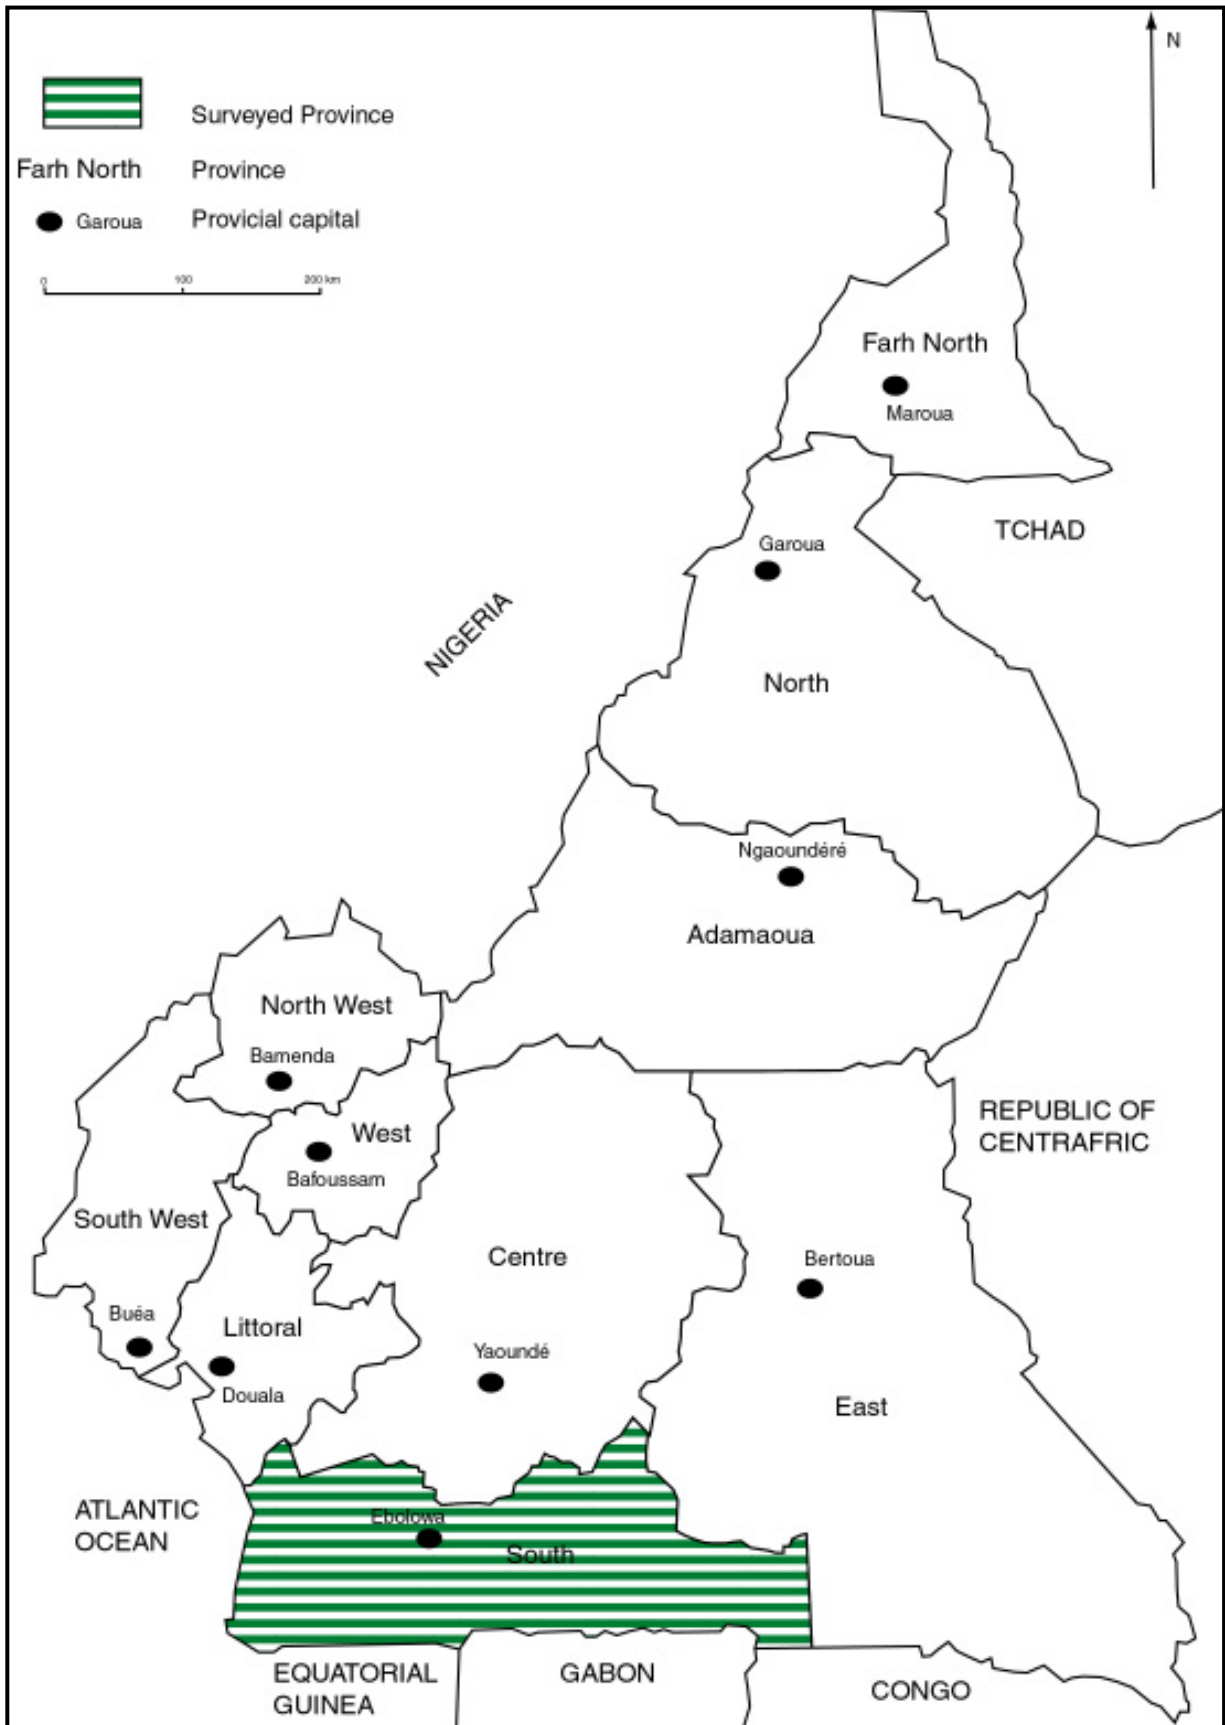 N
Surveyed Province
Farh North Province
Garoua Provicial capital
0 100 200 km
Farh North
Maroua
TCHAD
Garoua
NIGERIA
North
Ngaoundéré
Adamaoua
North West
Bamenda
REPUBLIC OF
CENTRAFRIC
West
Bafoussam
South West
Centre
Bertoua
Buéa
Littoral
Yaoundé
Douala
East
ATLANTIC
OCEAN
Ebolowa
South
EQUATORIAL
GUINEA
GABON
CONGO